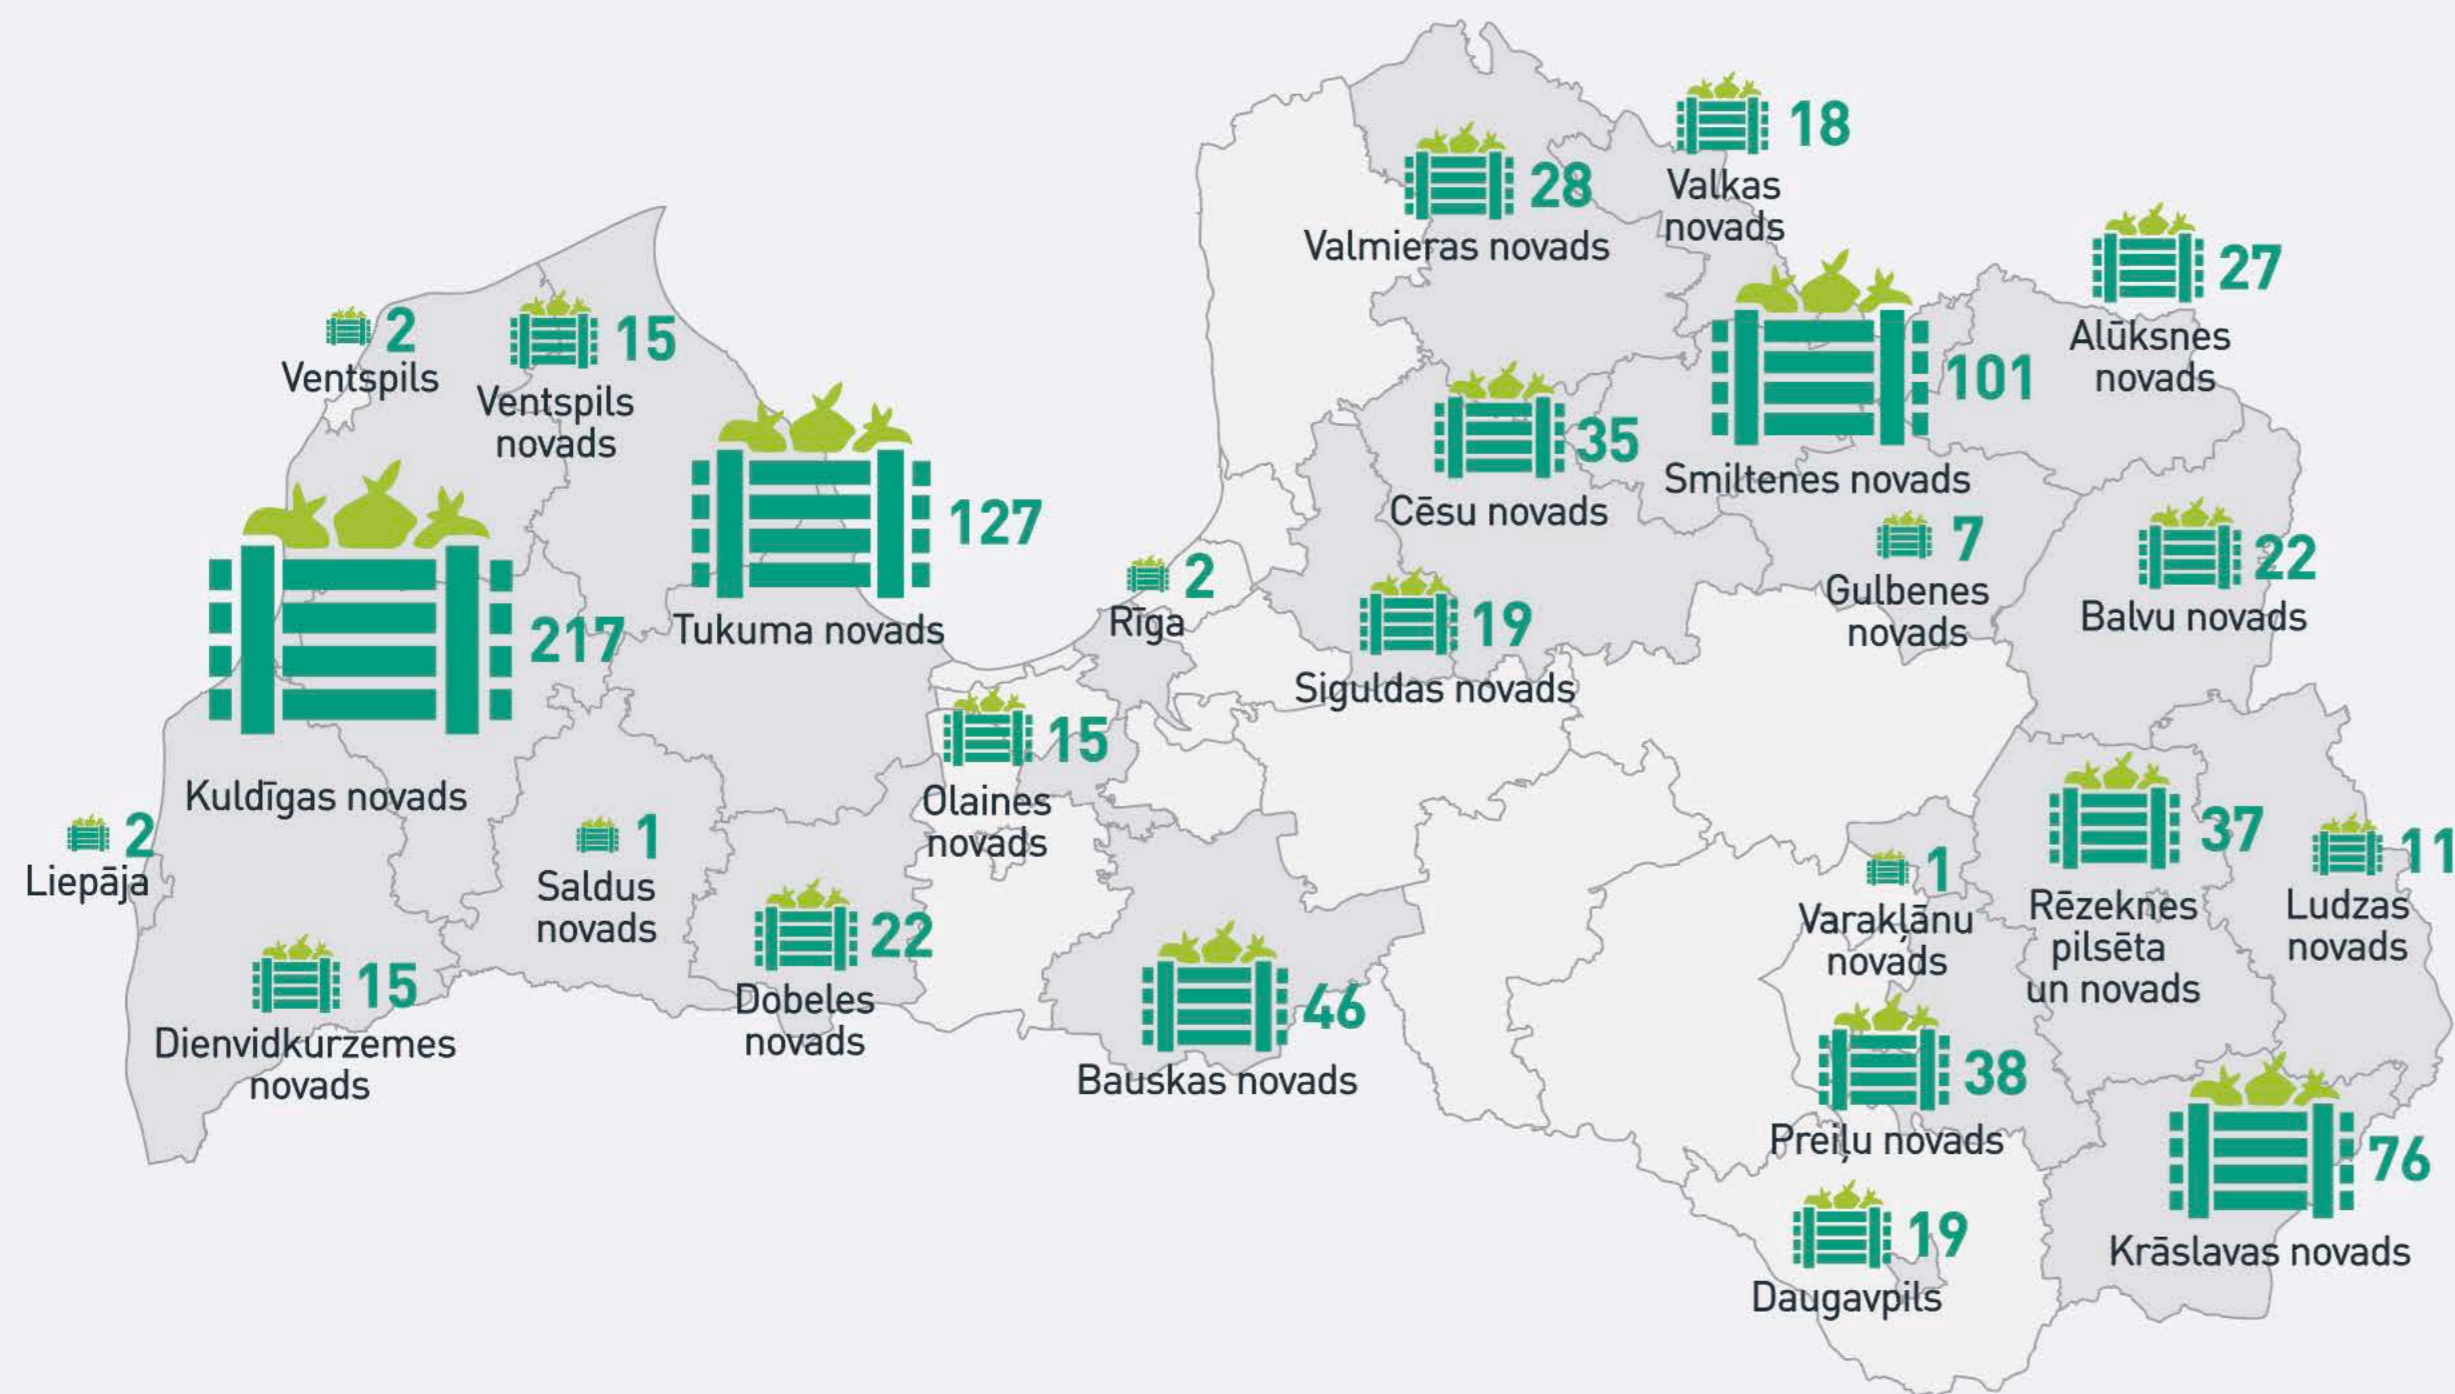 18
Valkas
novads
28
Valmieras novads
27
Alūksnes
novads
2
Ventspils
15
Ventspils
novads
101
Smiltenes novads
35
Cēsu novads
127
Tukuma novads
7
Gulbenes
novads
22
Balvu novads
2
Rīga
19
Siguldas novads
217
Kuldīgas novads
15
Olaines
novads
2
Liepāja
1
Saldus
novads
37
Rēzeknes
pilsēta
un novads
11
Ludzas
novads
1
Varakļānu
novads
22
Dobeles
novads
15
Dienvidkurzemes
novads
46
Bauskas novads
38
Preiļu novads
76
Krāslavas novads
19
Daugavpils